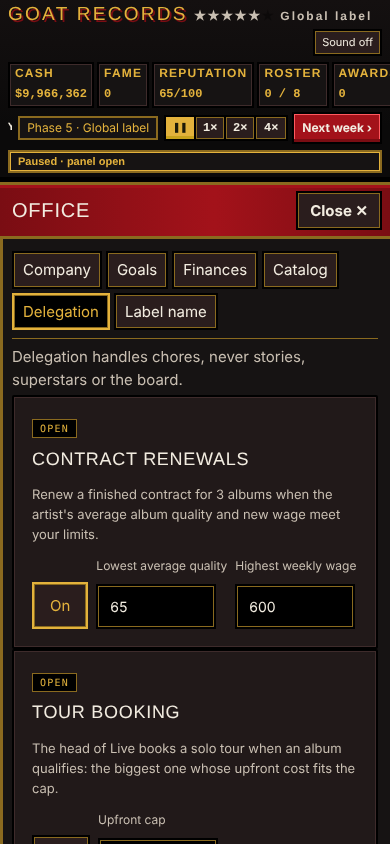 GOAT RECORDS ★★★★★ Global label
Sound off
CASH FAME REPUTATION ROSTER AWARD
$9,966,362 0 65/100 0 / 8 0
Phase 5 · Global label 1× 2× 4× Next week ›
Paused · panel open
OFFICE Close ✕
Company Goals Finances Catalog
Delegation Label name
Delegation handles chores, never stories,
superstars or the board.
OPEN
CONTRACT RENEWALS
Renew a finished contract for 3 albums when the
artist's average album quality and new wage meet
your limits.
Lowest average quality Highest weekly wage
On 65 600
OPEN
TOUR BOOKING
The head of Live books a solo tour when an album
qualifies: the biggest one whose upfront cost fits the
cap.
Upfront cap